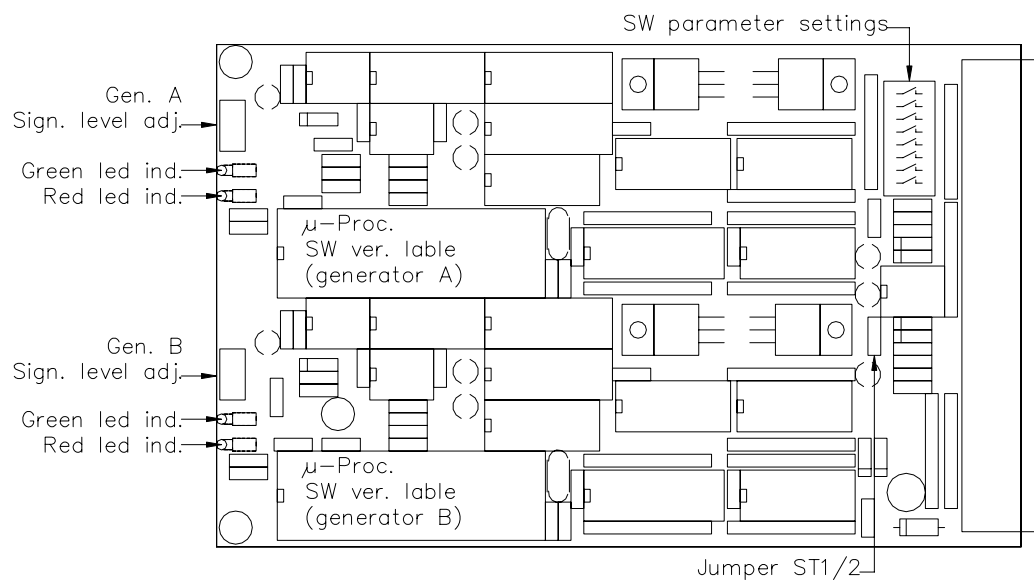 SW parameter settings
Gen. A
Sign. level adj.
Green led ind.
Red led ind.
μ-Proc.
SW ver. lable
(generator A)
Gen. B
Sign. level adj.
Green led ind.
Red led ind.
μ-Proc.
SW ver. lable
(generator B)
Jumper ST1/2